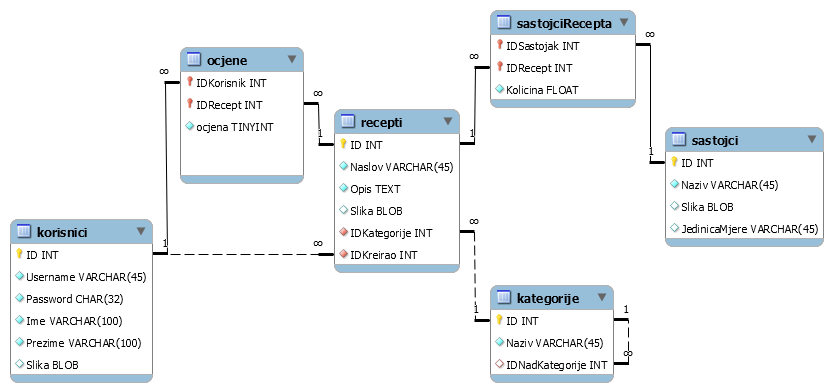 ocjene
IDKorisnik INT
IDRecept INT
ocjena TINYINT
∞
∞
recepti
ID INT
Naslov VARCHAR(45)
Opis TEXT
Slika BLOB
IDKategorije INT
IDKreirao INT
1
1
∞
∞
sastojciRecepta
IDSastojak INT
IDRecept INT
Kolicina FLOAT
∞
∞
sastojci
ID INT
Naziv VARCHAR(45)
Slika BLOB
JedinicaMjere VARCHAR(45)
1
korisnici
ID INT
Username VARCHAR(45)
Password CHAR(32)
Ime VARCHAR(100)
Prezime VARCHAR(100)
Slika BLOB
1
kategorije
ID INT
Naziv VARCHAR(45)
IDNadKategorije INT
1
1
∞